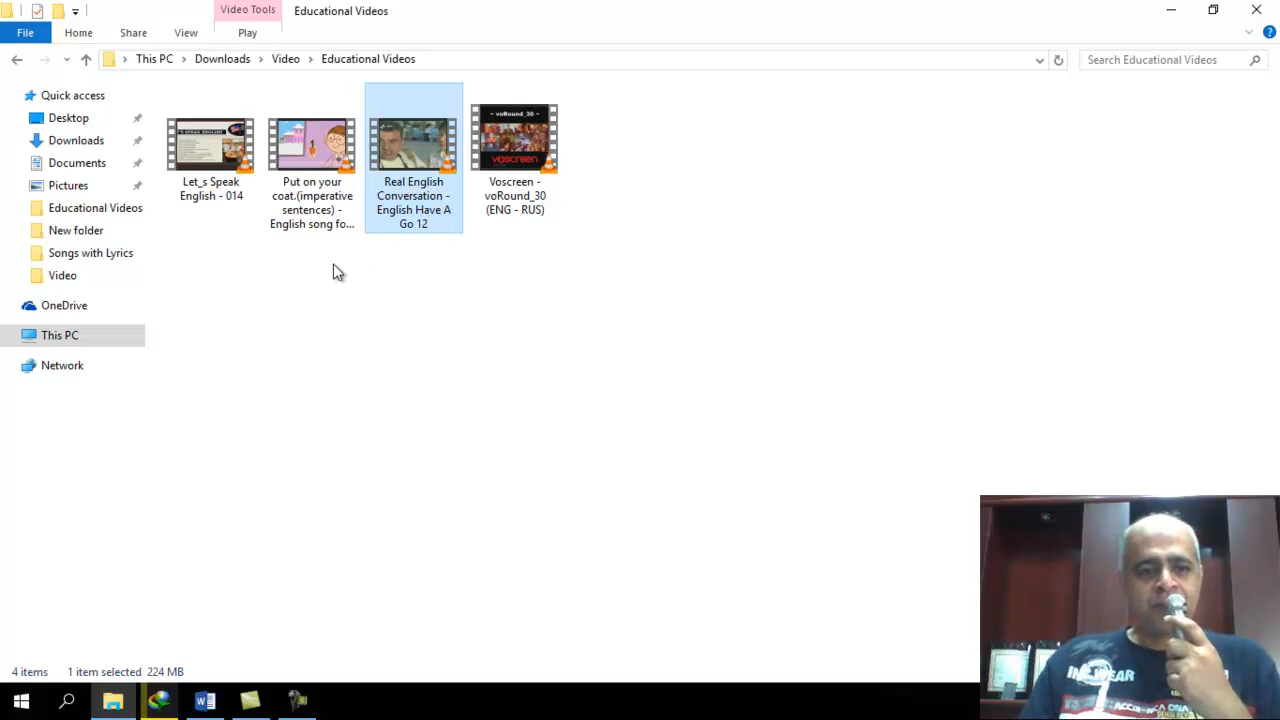 Video Tools
Educational Videos
File
Home
Share
View
Play
This PC > Downloads > Video > Educational Videos
Search Educational Videos
Quick access
Desktop
Downloads
Documents
Pictures
Educational Videos
New folder
Songs with Lyrics
Video
OneDrive
This PC
Network
Let_s Speak
English - 014
Put on your
coat.(imperative
sentences) -
English song fo...
Real English
Conversation -
English Have A
Go 12
~ voRound_30 ~
VOSCREEN
Voscreen -
voRound_30
(ENG - RUS)
4 items
1 item selected 224 MB